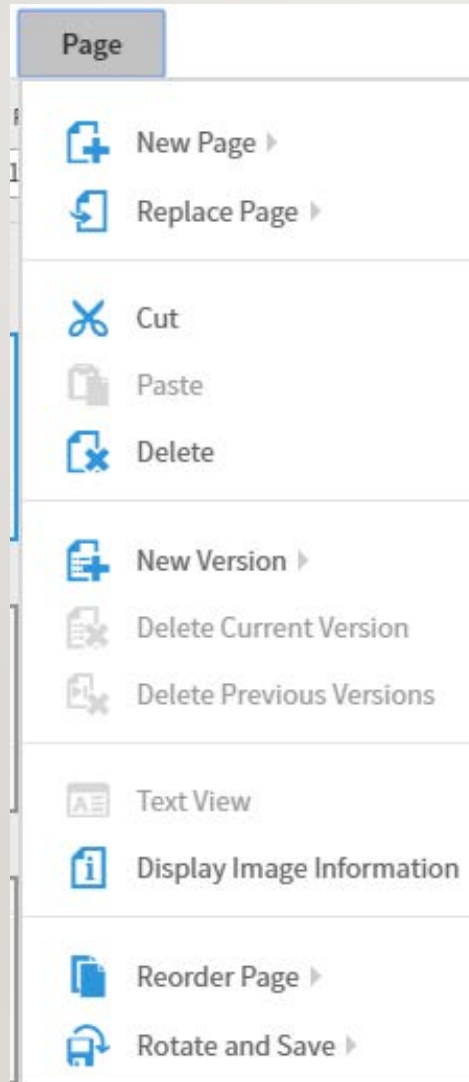 Page
New Page
Replace Page
Cut
Paste
Delete
New Version
Delete Current Version
Delete Previous Versions
Text View
Display Image Information
Reorder Page
Rotate and Save